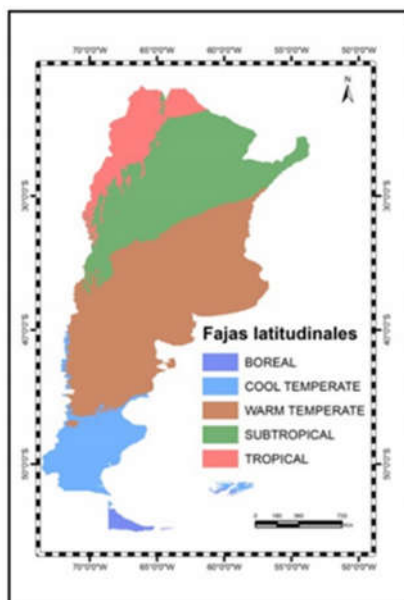 70°0'0"W 65°0'0"W 60°0'0"W 55°0'0"W 50°0'0"W
N
30°0'0"S 30°0'0"S
40°0'0"S 40°0'0"S
Fajas latitudinales
BOREAL
COOL TEMPERATE
WARM TEMPERATE
SUBTROPICAL
TROPICAL
50°0'0"S 50°0'0"S
0
70°0'0"W 65°0'0"W 60°0'0"W 55°0'0"W 50°0'0"W